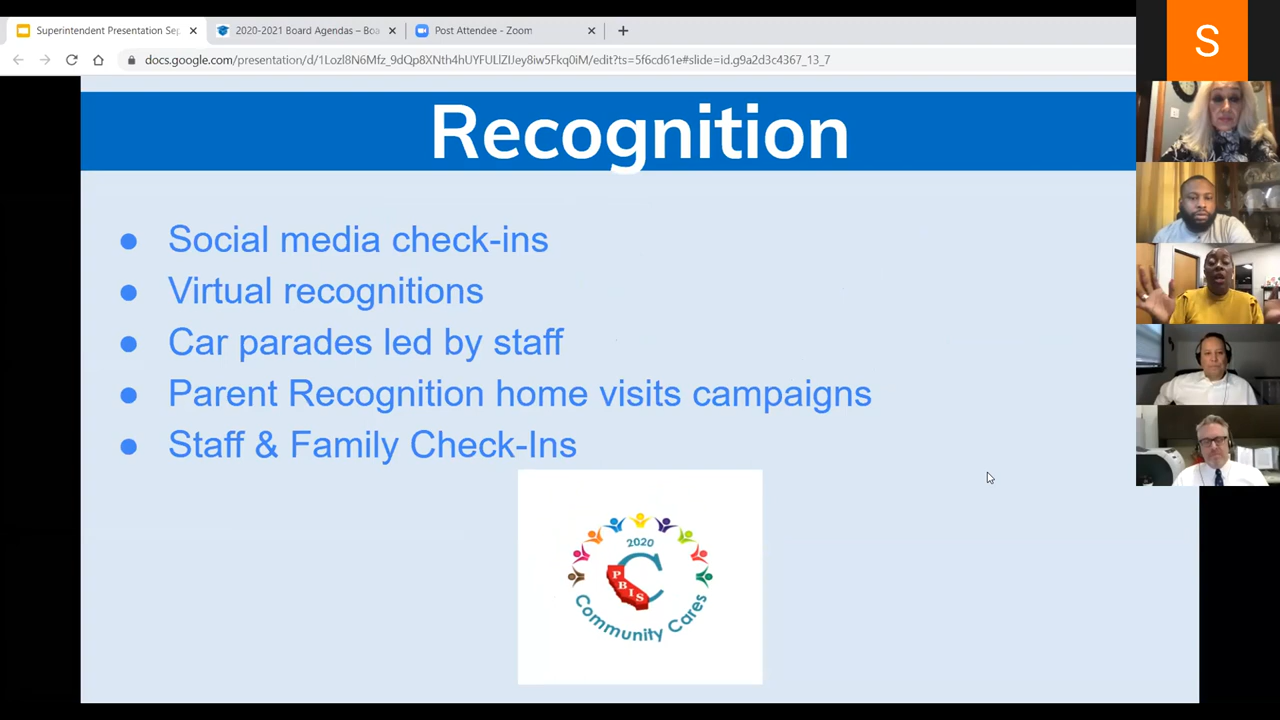 Superintendent Presentation Sep
2020-2021 Board Agendas – Boa
Post Attendee - Zoom
docs.google.com/presentation/d/1Lozl8N6Mfz_9dQp8XNth4hUYFULlZUey8iw5Fkq0iM/edit?ts=5f6cd61e#slide=id.g9a2d3c4367_13_7
S
Recognition
● Social media check-ins
● Virtual recognitions
● Car parades led by staff
● Parent Recognition home visits campaigns
● Staff & Family Check-Ins
2020
C
PBIS
Community Cares